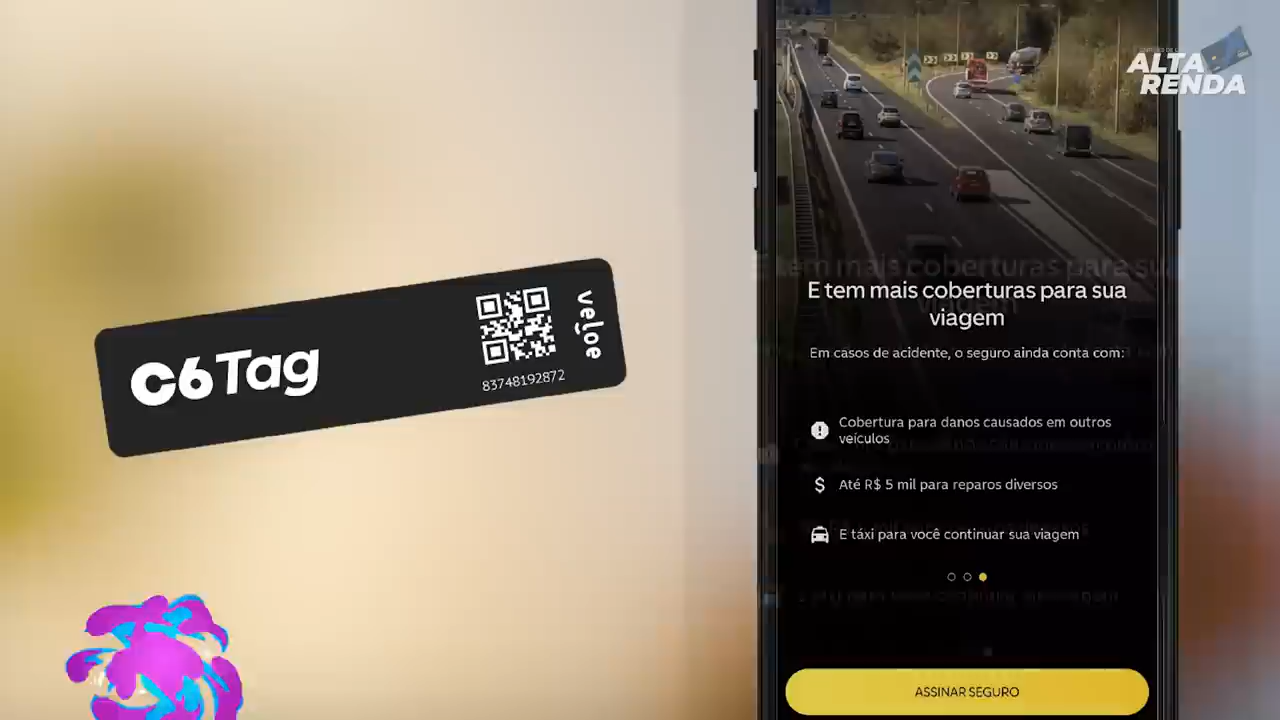 ALTA
RENDA
E tem mais coberturas para sua
viagem
Em casos de acidente, o seguro ainda conta com:
Cobertura para danos causados em outros
veículos
$ Até R$ 5 mil para reparos diversos
E táxi para você continuar sua viagem
ASSINAR SEGURO
C6 Tag
veloe
83748192872